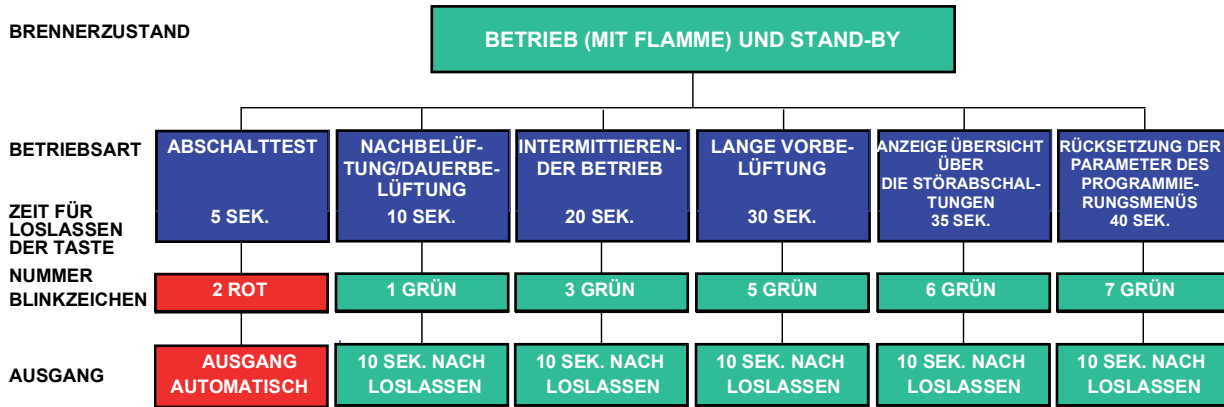 BRENNERZUSTAND
BETRIEB (MIT FLAMME) UND STAND-BY
BETRIEBSART
ABSCHALTTEST
NACHBELÜF-
TUNG/DAUERBE-
LÜFTUNG
INTERMITTIEREN-
DER BETRIEB
LANGE VORBE-
LÜFTUNG
ANZEIGE ÜBERSICHT
ÜBER
DIE STÖRABSCHAL-
TUNGEN
RÜCKSETZUNG DER
PARAMETER DES
PROGRAMMIE-
RUNGSMENÜS
ZEIT FÜR
LOSLASSEN
DER TASTE
5 SEK.
10 SEK.
20 SEK.
30 SEK.
35 SEK.
40 SEK.
NUMMER
BLINKZEICHEN
2 ROT
1 GRÜN
3 GRÜN
5 GRÜN
6 GRÜN
7 GRÜN
AUSGANG
AUSGANG
AUTOMATISCH
10 SEK. NACH
LOSLASSEN
10 SEK. NACH
LOSLASSEN
10 SEK. NACH
LOSLASSEN
10 SEK. NACH
LOSLASSEN
10 SEK. NACH
LOSLASSEN